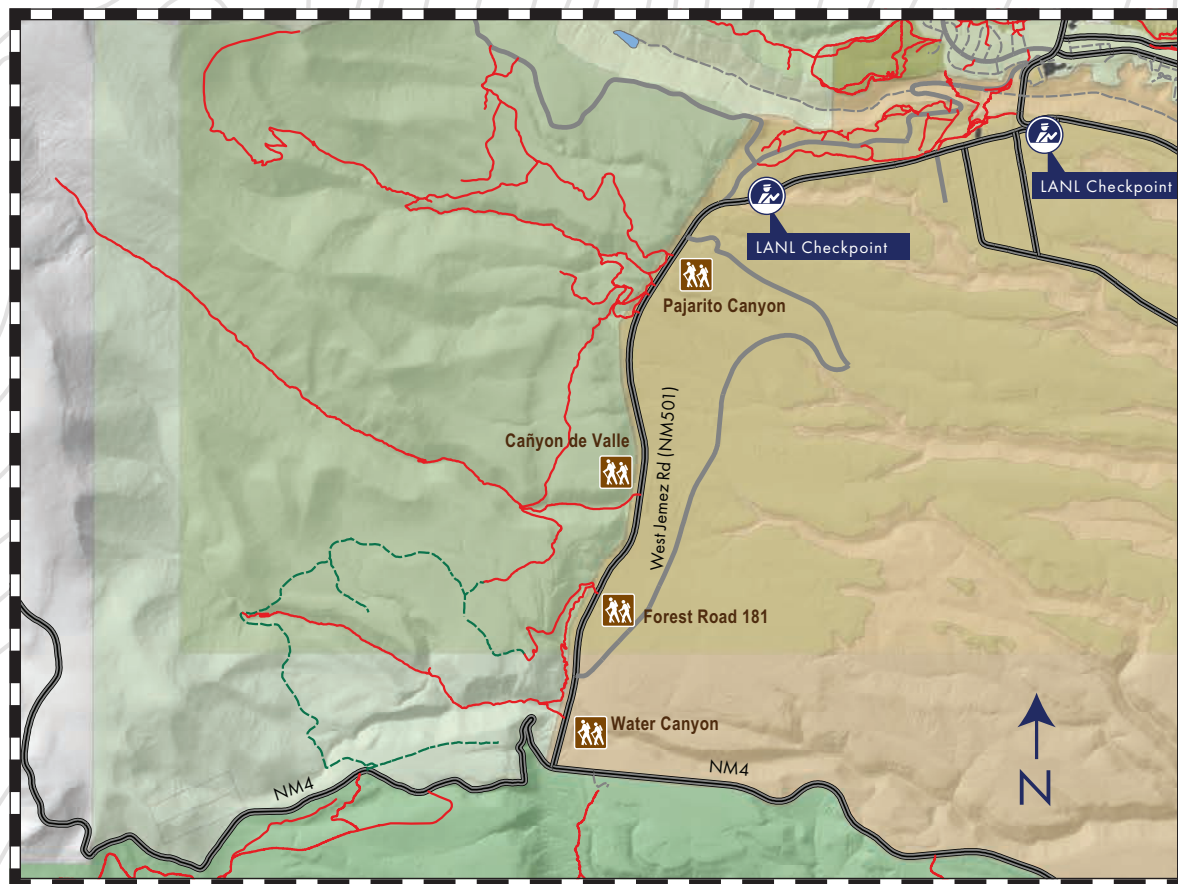 LANL Checkpoint
LANL Checkpoint
Pajarito Canyon
West Jemez Rd (NM501)
Cañyon de Valle
Forest Road 181
Water Canyon
NM4
NM4
N